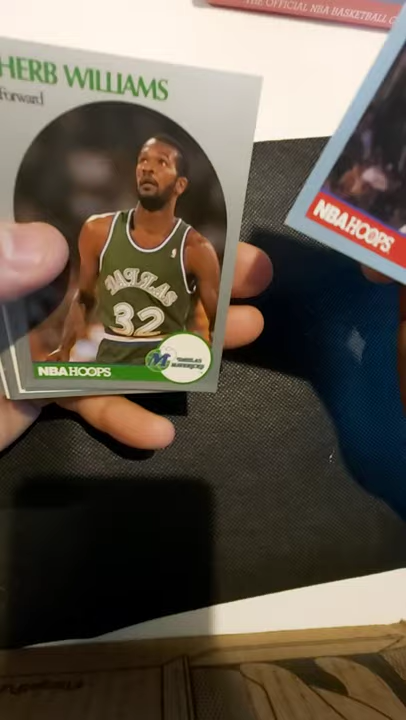 THE OFFICIAL NBA BASKETBALL C
HERB WILLIAMS
Forward
DALLAS
32
NBA HOOPS
M
NBA HOOPS